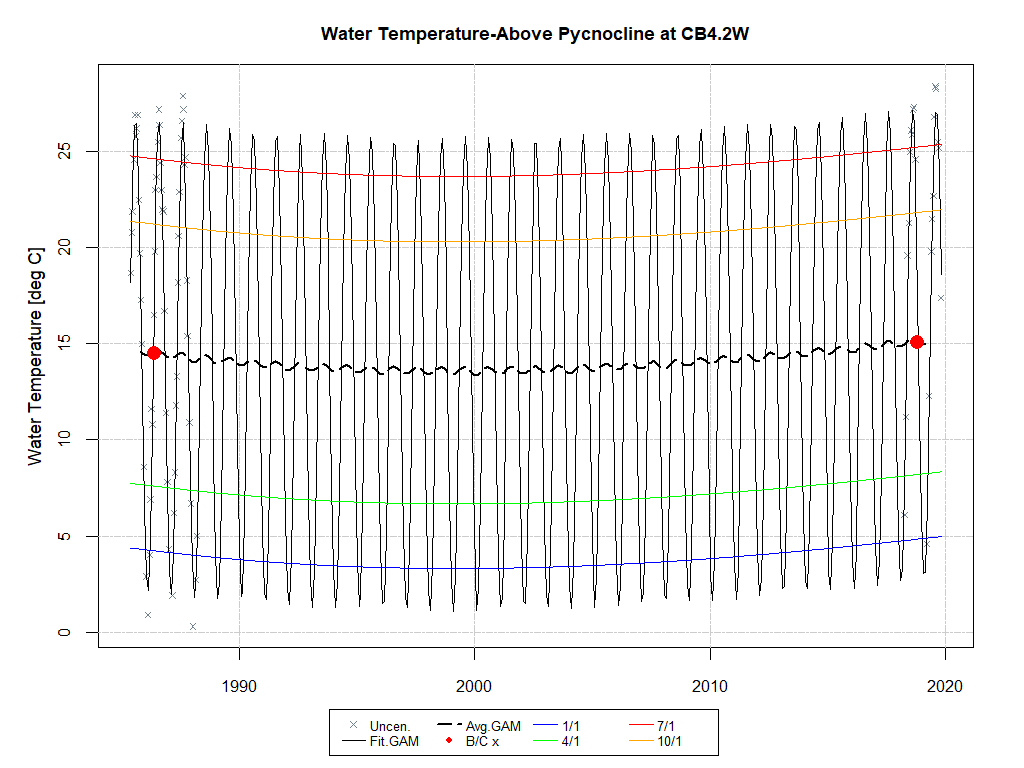 Water Temperature-Above Pycnocline at CB4.2W
Water Temperature [deg C]
25
20
15
10
5
0
1990 2000 2010 2020
Uncen. Avg.GAM 1/1 7/1
Fit.GAM B/C x 4/1 10/1